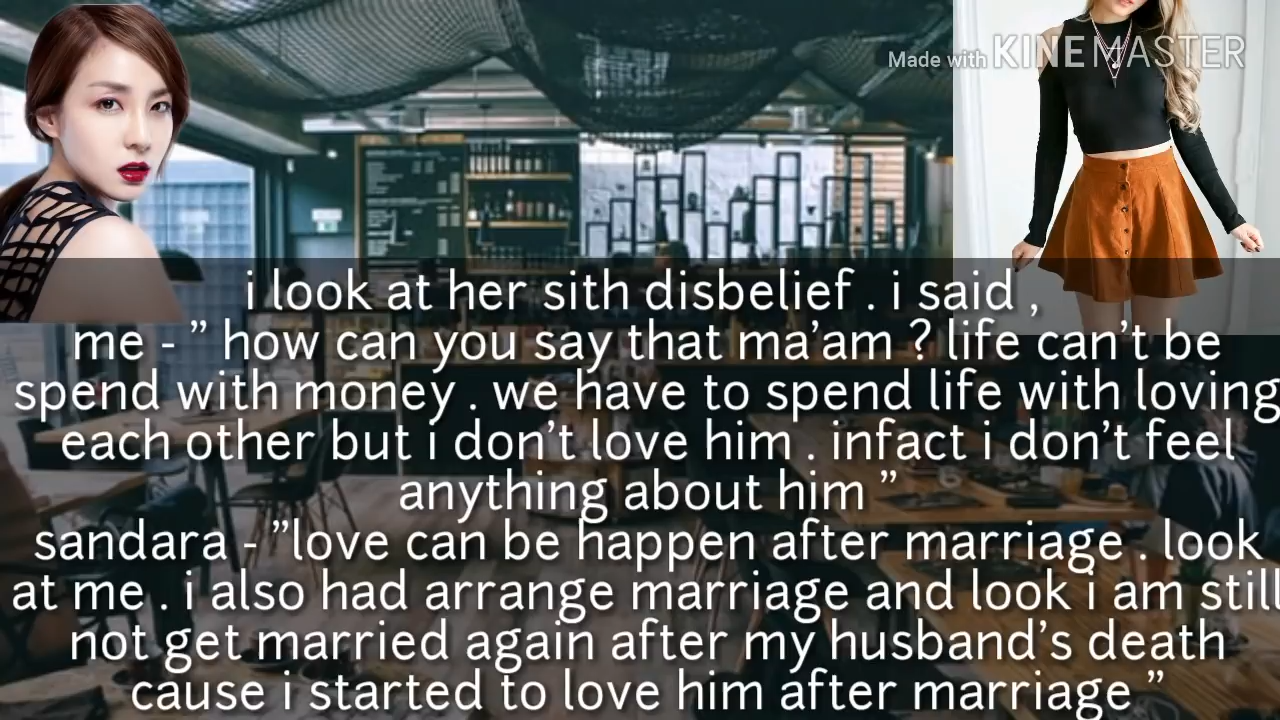 Made with KINEMASTER
i look at her sith disbelief . i said ,
me - ” how can you say that ma’am ? life can’t be
spend with money . we have to spend life with loving
each other but i don’t love him . infact i don’t feel
anything about him ”
sandara - ”love can be happen after marriage . look
at me . i also had arrange marriage and look i am still
not get married again after my husband’s death
cause i started to love him after marriage ”